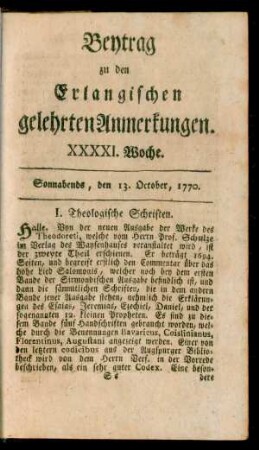 Beytrag
zu den
Erlangischen
gelehrten Anmerkungen.
XXXXI. Woche.
Sonnabends, den 13. October, 1770.
I. Theologische Schriften.
Halle. Von der neuen Ausgabe der Werke des
Theodoreti, welche vom Herrn Prof. Schulze
im Verlag des Waysenhauses veranstaltet wird, ist
der zweyte Theil erschienen. Er beträgt 1694.
Seiten, und begreift erstlich den Commentar über das
hohe Lied Salomonis, welcher noch bey dem ersten
Bande der Sirmondischen Ausgabe befindlich ist, und
dann die sämmtlichen Schriften, die in dem andern
Bande jener Ausgabe stehen, nehmlich die Erklärun-
gen des Esaias, Jeremias, Ezechiel, Daniel, und der
sogenannten 12. kleinen Propheten. Es sind zu die-
sem Bande fünf Handschriften gebraucht worden, wel-
che durch die Benennungen Bavaricus, Coislinianus,
Florentinus, Augustani angezeigt werden. Einer von
den letztern codicibus aus der Augspurger Biblio-
theck wird von dem Herrn Verf. in der Vorrede
beschrieben, als ein sehr guter Codex. Eine beson-
S s
dere